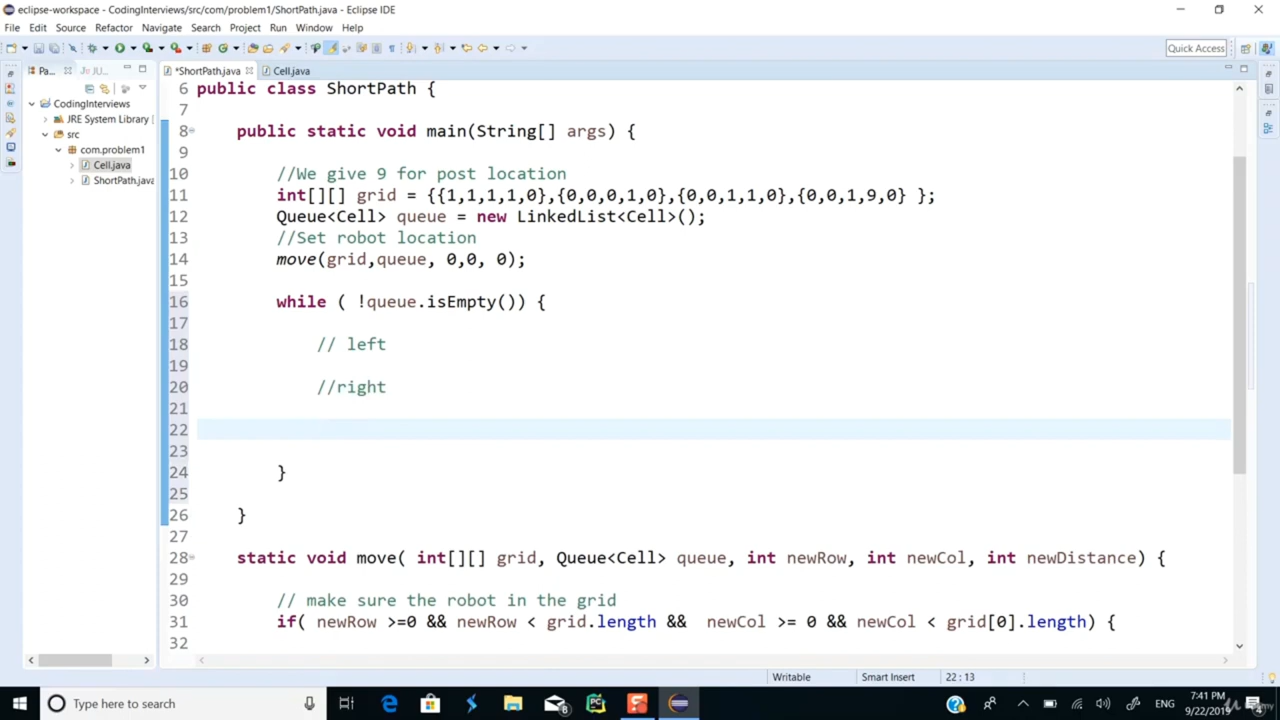 eclipse-workspace - CodingInterviews/src/com/problem1/ShortPath.java - Eclipse IDE
File Edit Source Refactor Navigate Search Project Run Window Help
Quick Access
Pa... JU...
*ShortPath.java Cell.java
CodingInterviews
JRE System Library [
src
com.problem1
Cell.java
ShortPath.java
6 public class ShortPath {
7
8 public static void main(String[] args) {
9
10 //We give 9 for post location
11 int[][] grid = {{1,1,1,1,0},{0,0,0,1,0},{0,0,1,1,0},{0,0,1,9,0} };
12 Queue<Cell> queue = new LinkedList<Cell>();
13 //Set robot location
14 move(grid,queue, 0,0, 0);
15
16 while ( !queue.isEmpty()) {
17
18 // left
19
20 //right
21
22
23
24 }
25
26 }
27
28 static void move( int[][] grid, Queue<Cell> queue, int newRow, int newCol, int newDistance) {
29
30 // make sure the robot in the grid
31 if( newRow >=0 && newRow < grid.length && newCol >= 0 && newCol < grid[0].length) {
32
Writable Smart Insert 22 : 13
Type here to search
ENG
7:41 PM
9/22/2019